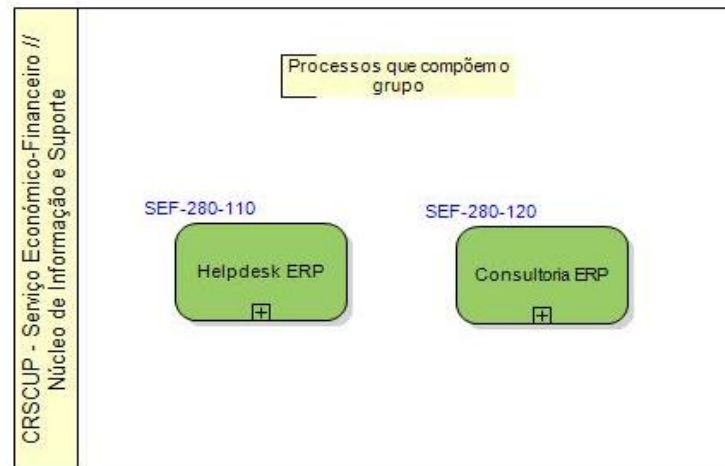 CRSCUP - Serviço Económico-Financeiro //
Núcleo de Informação e Suporte
Processos que compõem o
grupo
SEF-280-110
Helpdesk ERP
SEF-280-120
Consultoria ERP